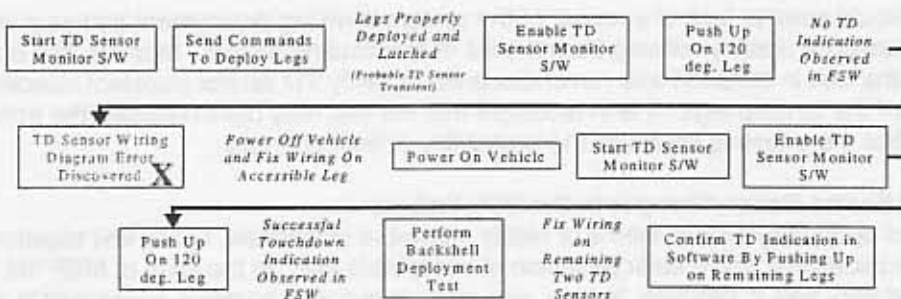 Start TD Sensor
Monitor S/W
Send Commands
To Deploy Legs
Legs Properly
Deployed and
Latched
(Probable TD Sensor
Transient)
Enable TD
Sensor Monitor
S/W
Push Up
On 120
deg. Leg
No TD
Indication
Observed
in FSW
TD Sensor Wiring
Diagram Error
Discovered X
Power Off Vehicle
and Fix Wiring On
Accessible Leg
Power On Vehicle
Start TD Sensor
Monitor S/W
Enable TD
Sensor Monitor
S/W
Push Up
On 120
deg. Leg
Successful
Touchdown
Indication
Observed in
FSW
Perform
Backshell
Deployment
Test
Fix Wiring
on
Remaining
Two TD
Sensors
Confirm TD Indication in
Software By Pushing Up
on Remaining Legs